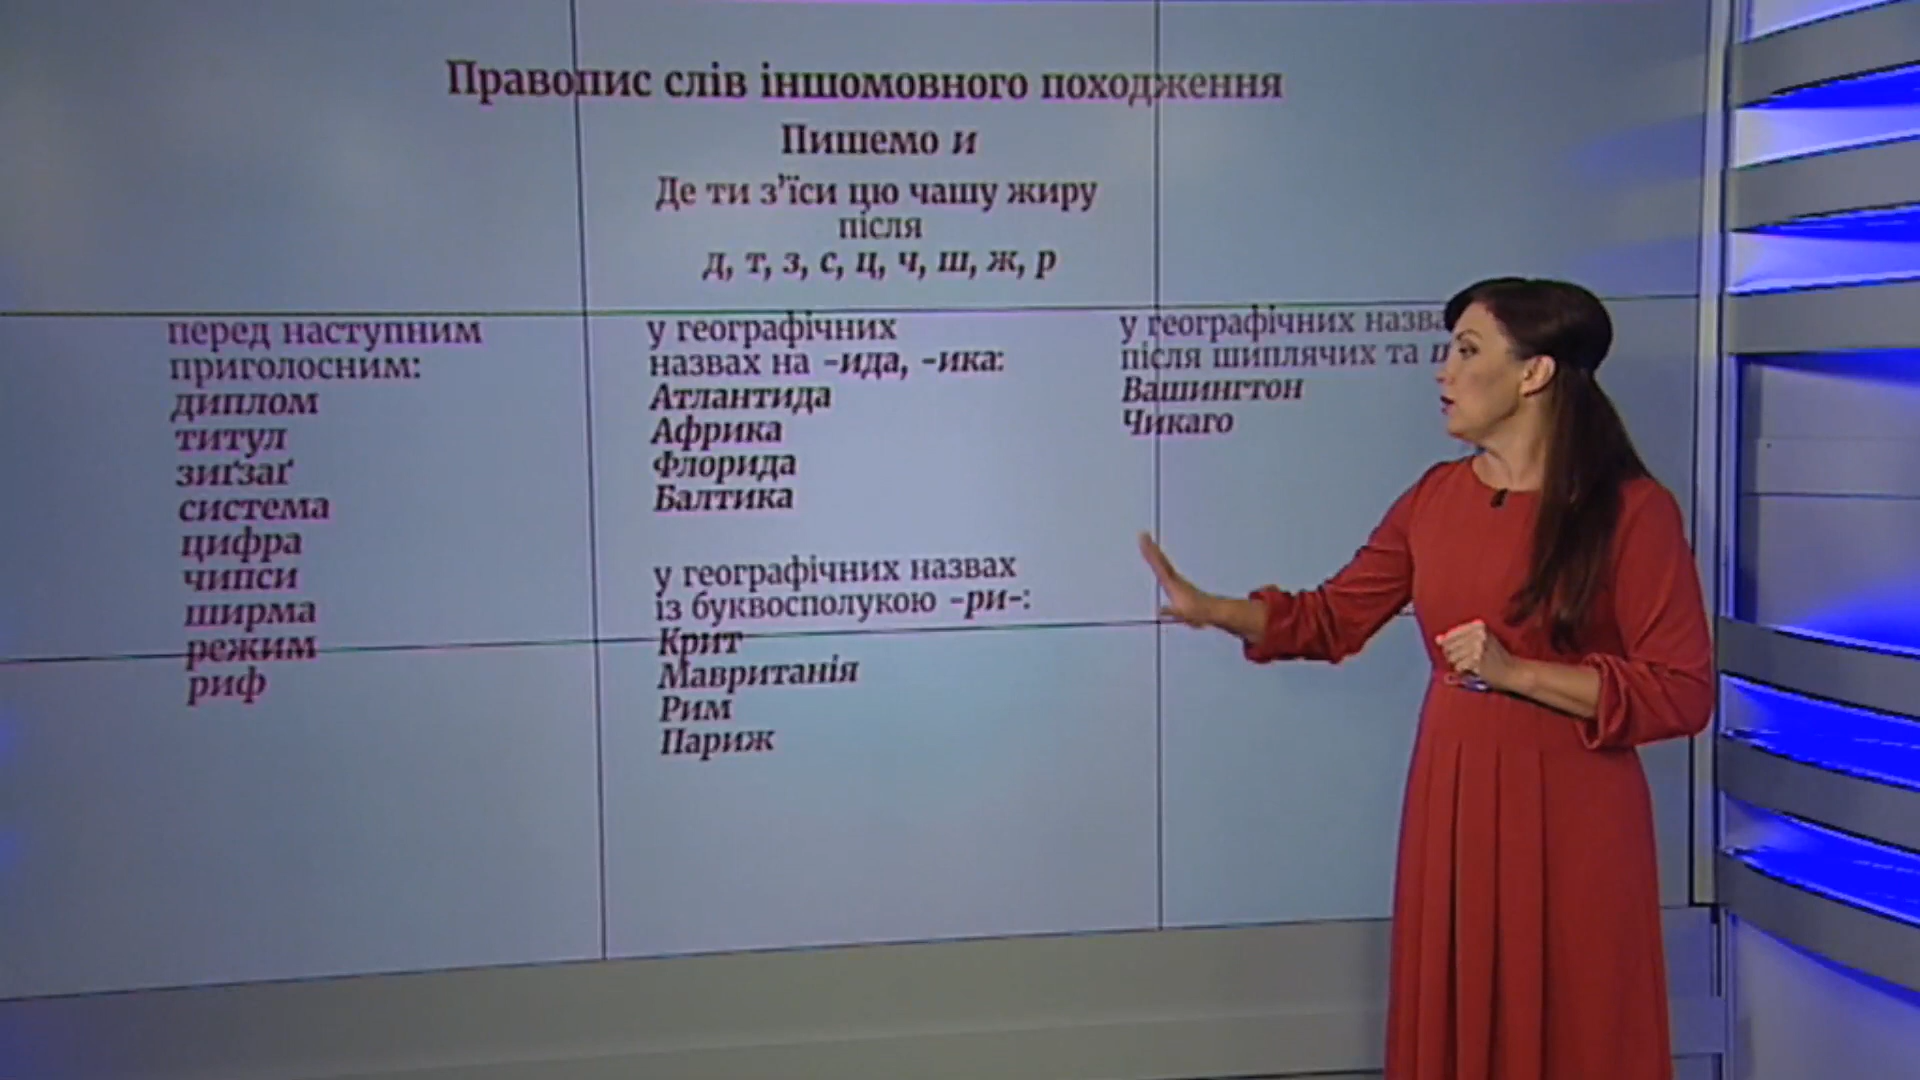 Правопис слів іншомовного походження
Пишемо и
Де ти з’їси цю чашу жиру
після
д, т, з, с, ц, ч, ш, ж, р
перед наступним
приголосним:
диплом
титул
зиґзаґ
система
цифра
чипси
ширма
режим
риф
у географічних
назвах на -ида, -ика:
Атлантида
Африка
Флорида
Балтика
у географічних назвах
із буквосполукою -ри-:
Крит
Мавританія
Рим
Париж
у географічних
після шиплячих та
Вашингтон
Чикаго